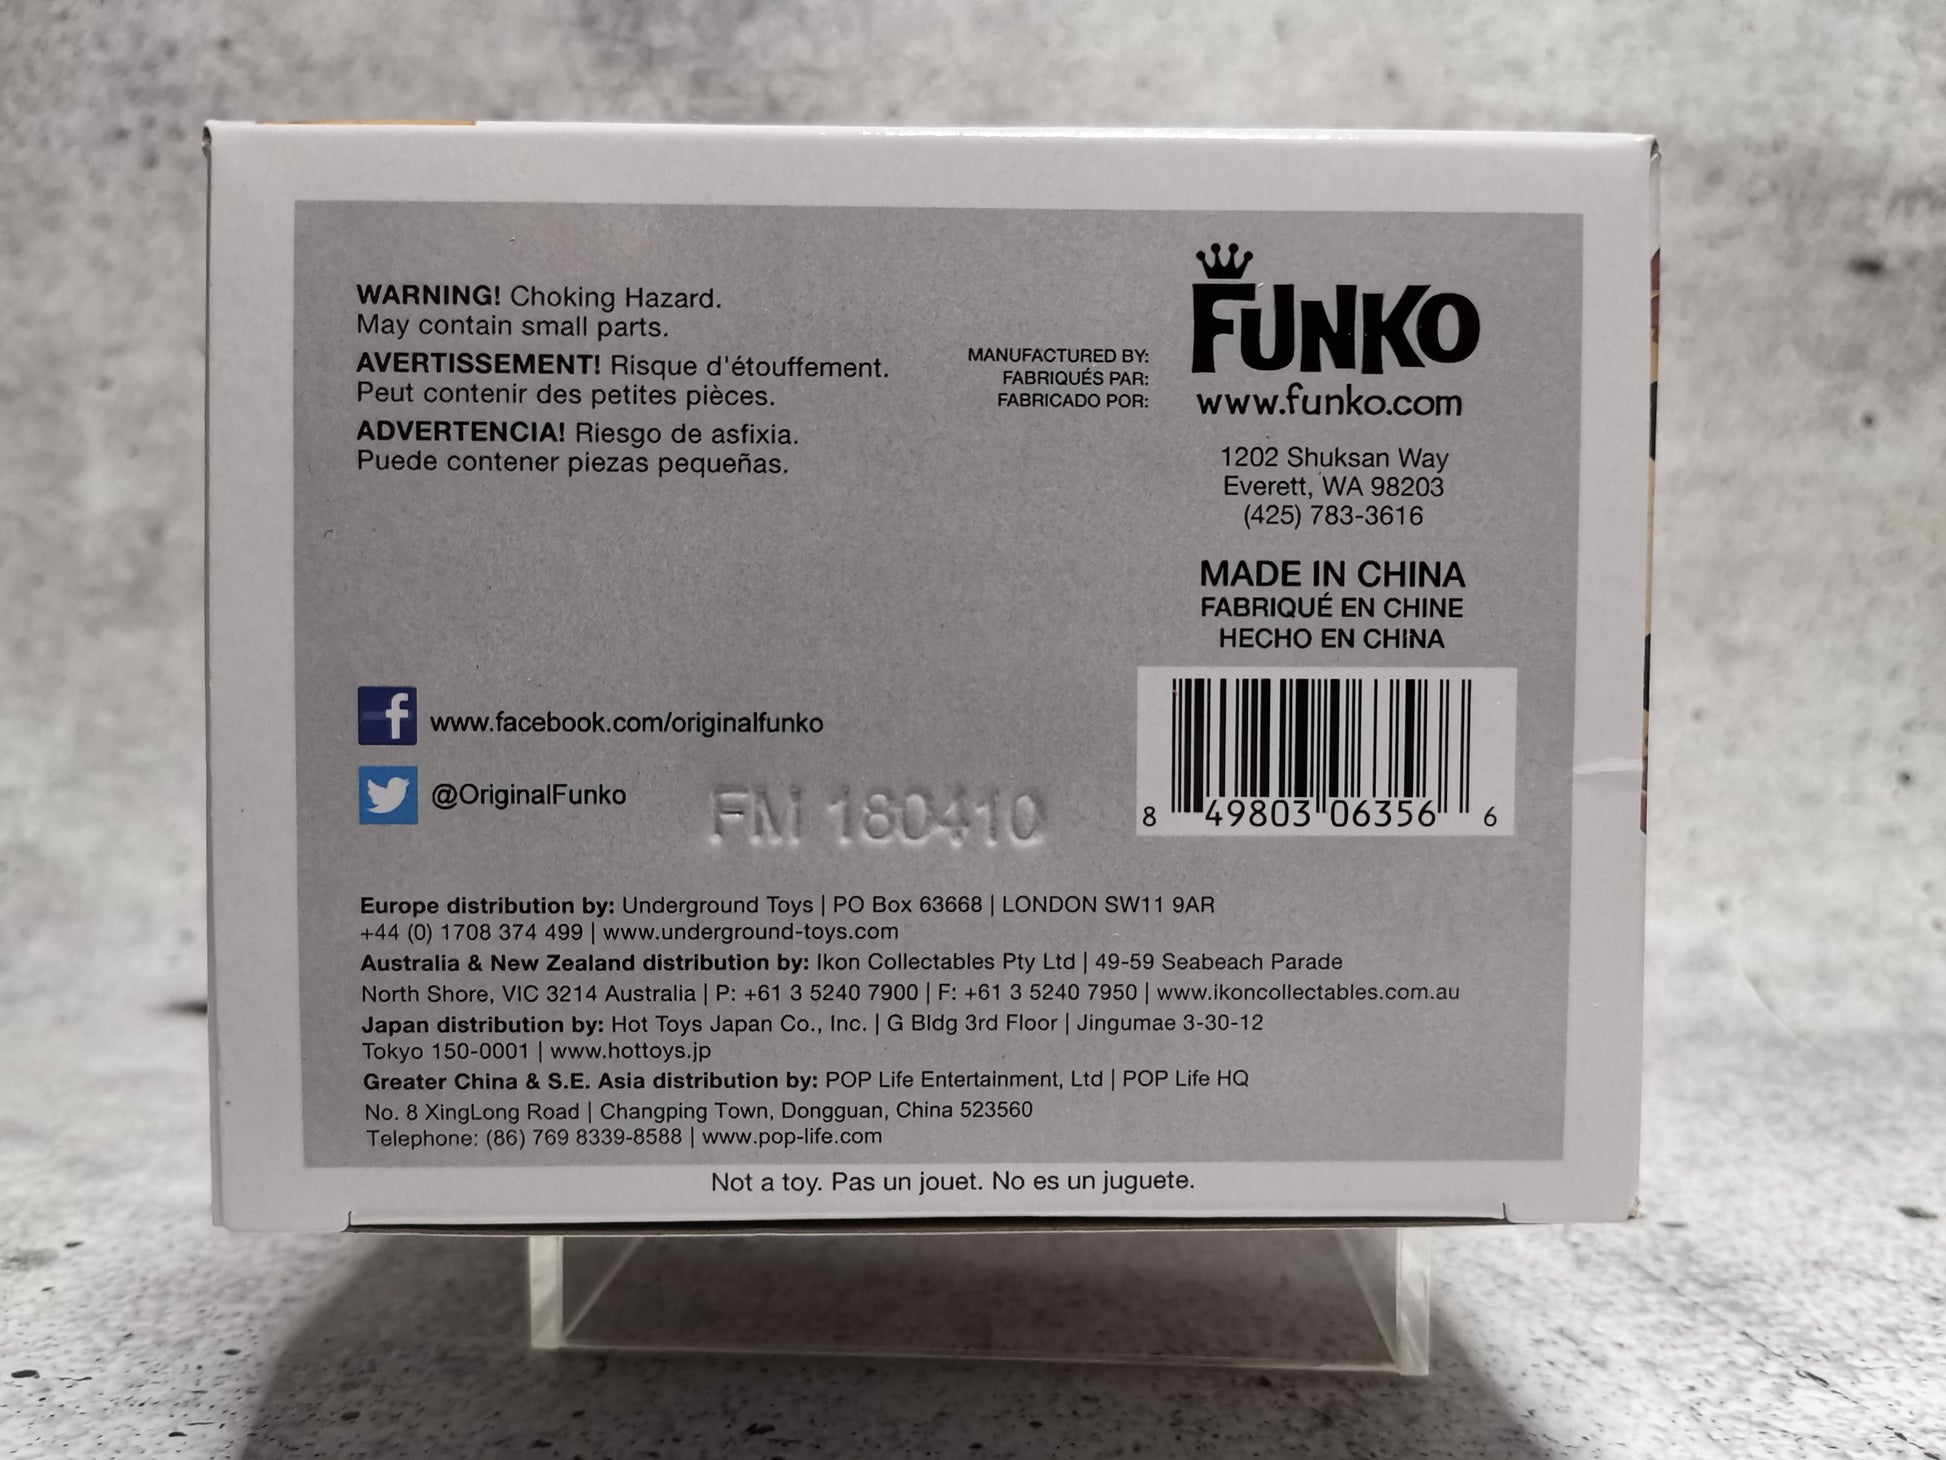 WARNING! Choking Hazard.
May contain small parts.
AVERTISSEMENT! Risque d'étouffement.
Peut contenir des petites pièces.
ADVERTENCIA! Riesgo de asfixia.
Puede contener piezas pequeñas.
MANUFACTURED BY:
FABRIQUÉS PAR:
FABRICADO POR:
FUNKO
www.funko.com
1202 Shuksan Way
Everett, WA 98203
(425) 783-3616
MADE IN CHINA
FABRIQUÉ EN CHINE
HECHO EN CHINA
f www.facebook.com/originalfunko
@OriginalFunko
FM 180410
8 49803 06356 6
Europe distribution by: Underground Toys | PO Box 63668 | LONDON SW11 9AR
+44 (0) 1708 374 499 | www.underground-toys.com
Australia & New Zealand distribution by: Ikon Collectables Pty Ltd | 49-59 Seabeach Parade
North Shore, VIC 3214 Australia | P: +61 3 5240 7900 | F: +61 3 5240 7950 | www.ikoncollectables.com.au
Japan distribution by: Hot Toys Japan Co., Inc. | G Bldg 3rd Floor | Jingumae 3-30-12
Tokyo 150-0001 | www.hottoys.jp
Greater China & S.E. Asia distribution by: POP Life Entertainment, Ltd | POP Life HQ
No. 8 XingLong Road | Changping Town, Dongguan, China 523560
Telephone: (86) 769 8339-8588 | www.pop-life.com
Not a toy. Pas un jouet. No es un juguete.